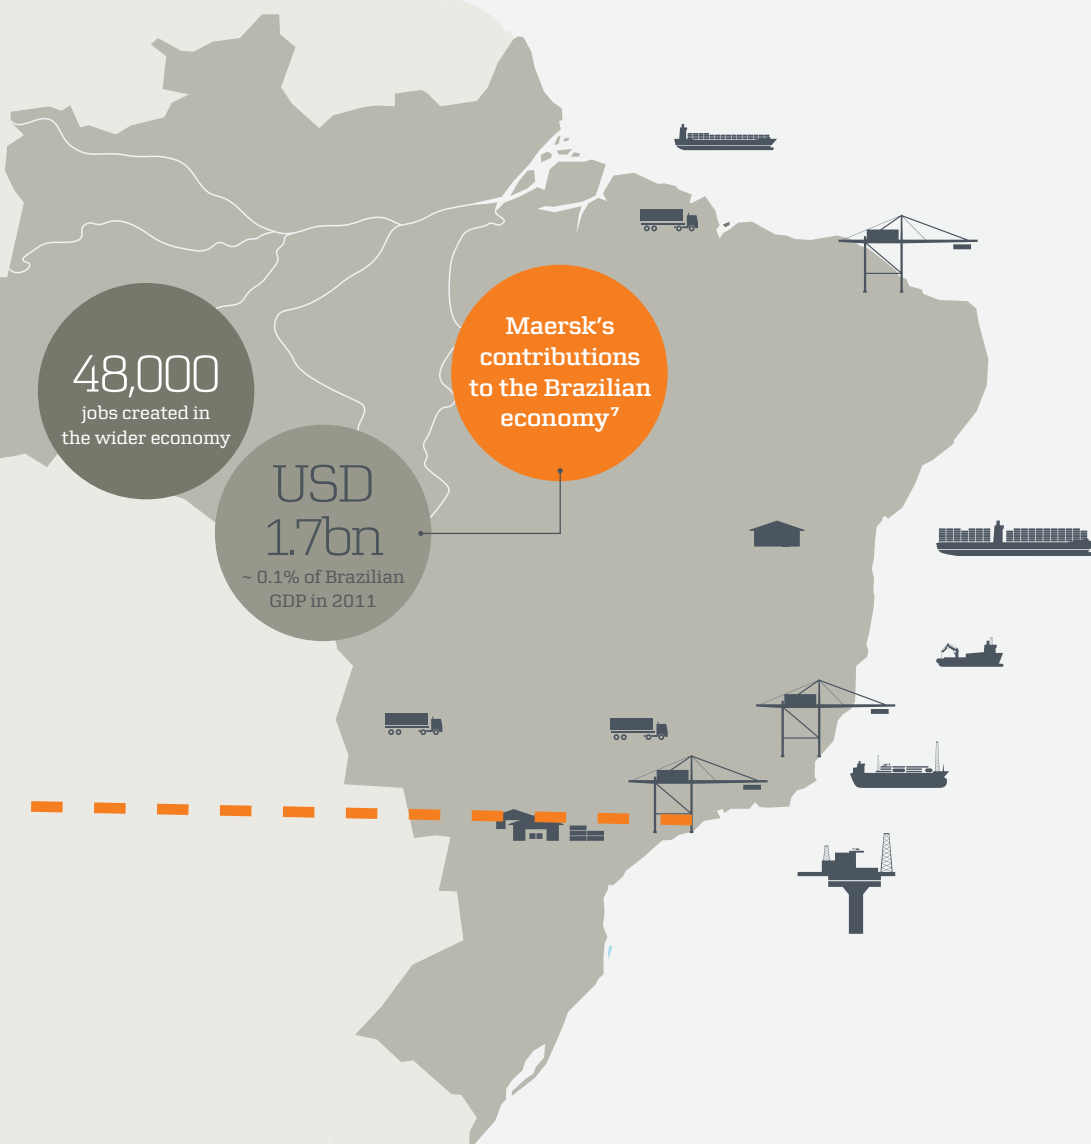 Maersk's
contributions
to the Brazilian
economy⁷
48,000
jobs created in
the wider economy
USD
1.7bn
~ 0.1% of Brazilian
GDP in 2011